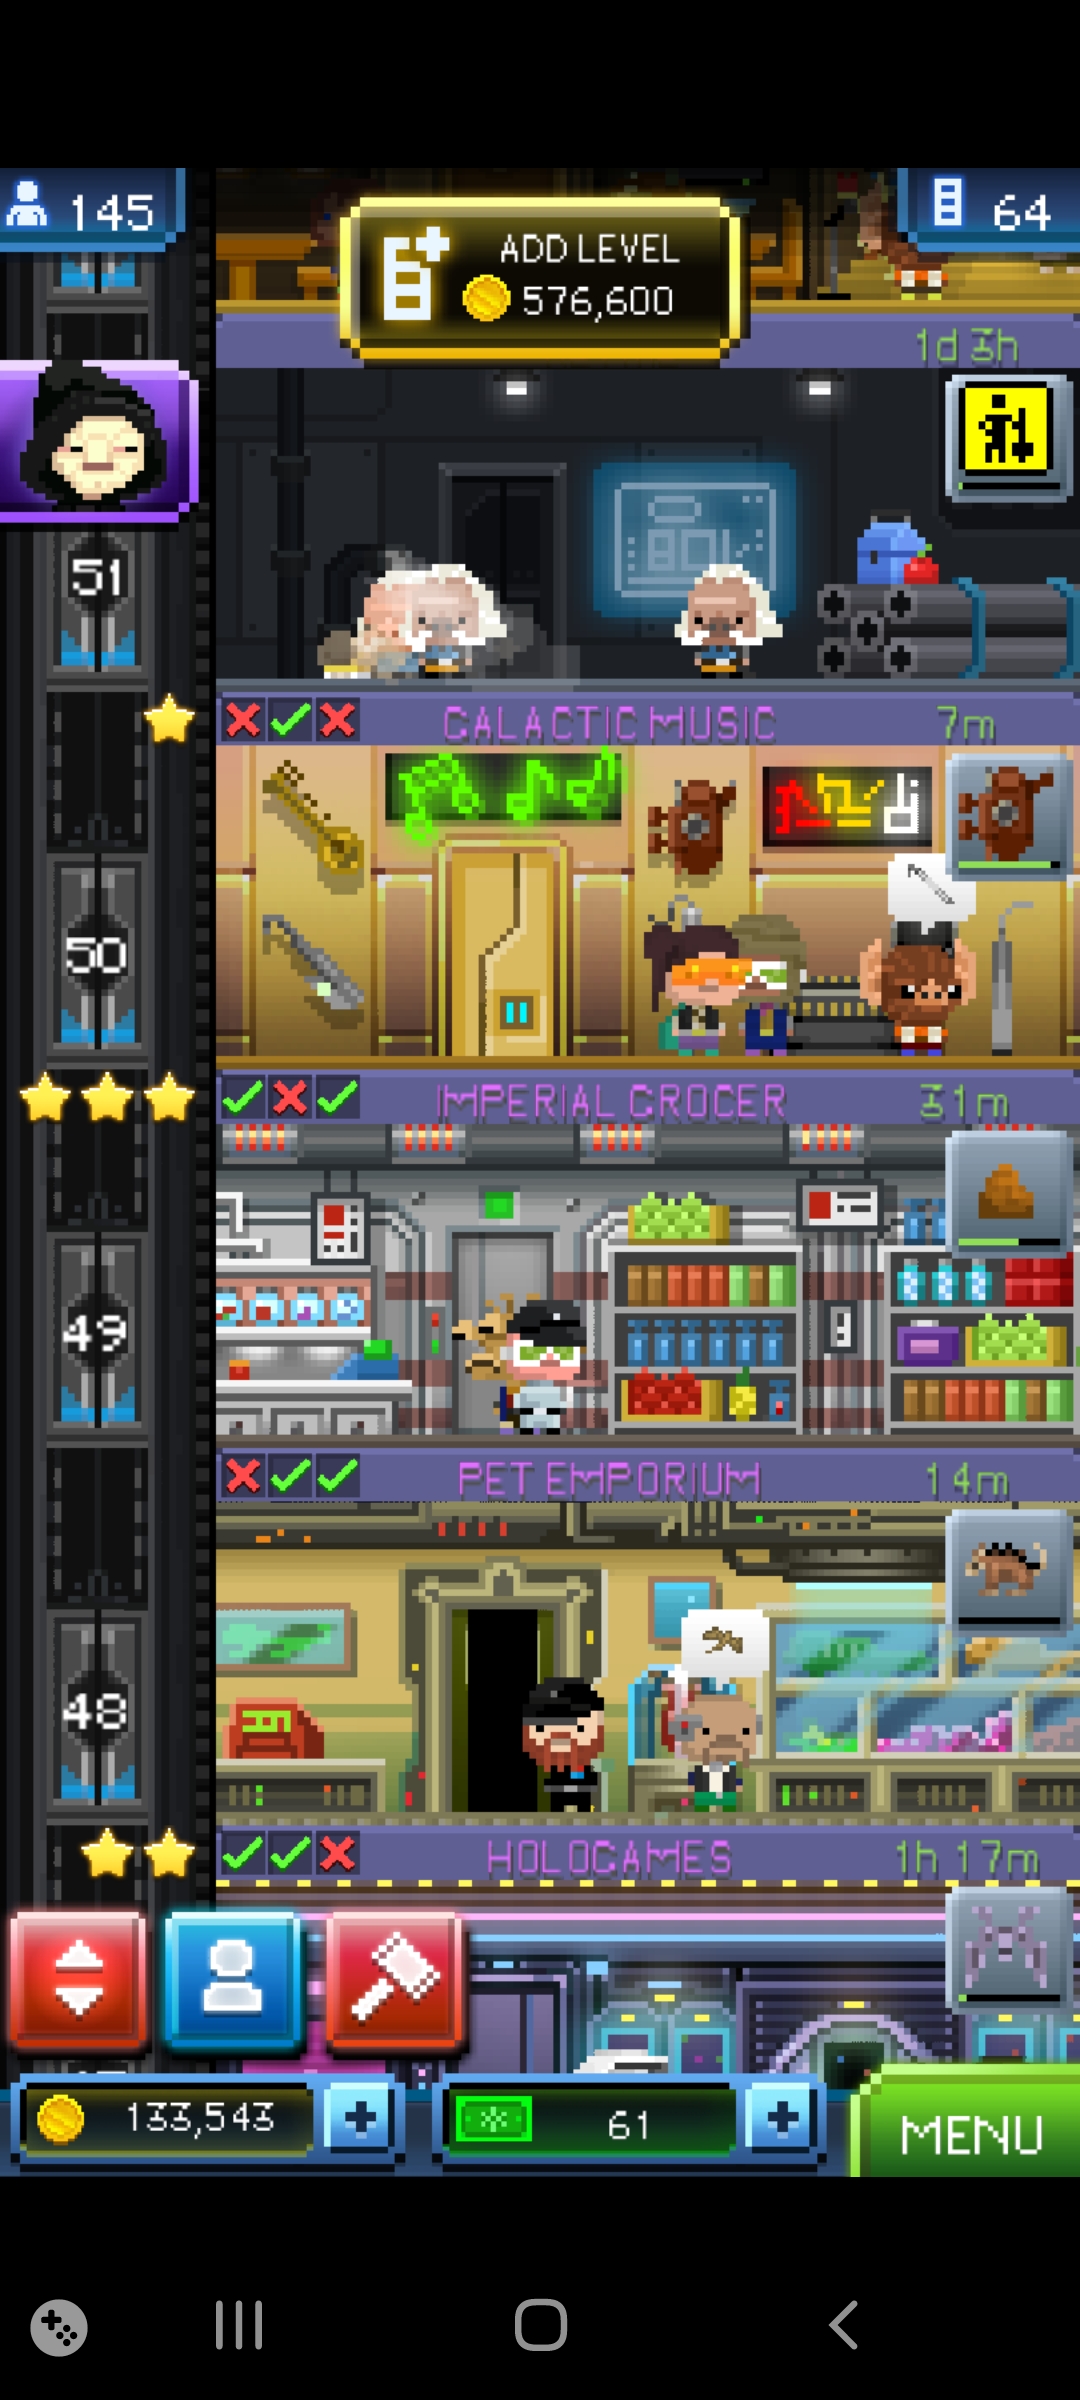 145
ADD LEVEL
576,600
64
1d 3h
51
GALACTIC MUSIC
7m
50
IMPERIAL GROCER
31m
49
PET EMPORIUM
14m
48
HOLOGAMES
1h 17m
133,543
61
MENU